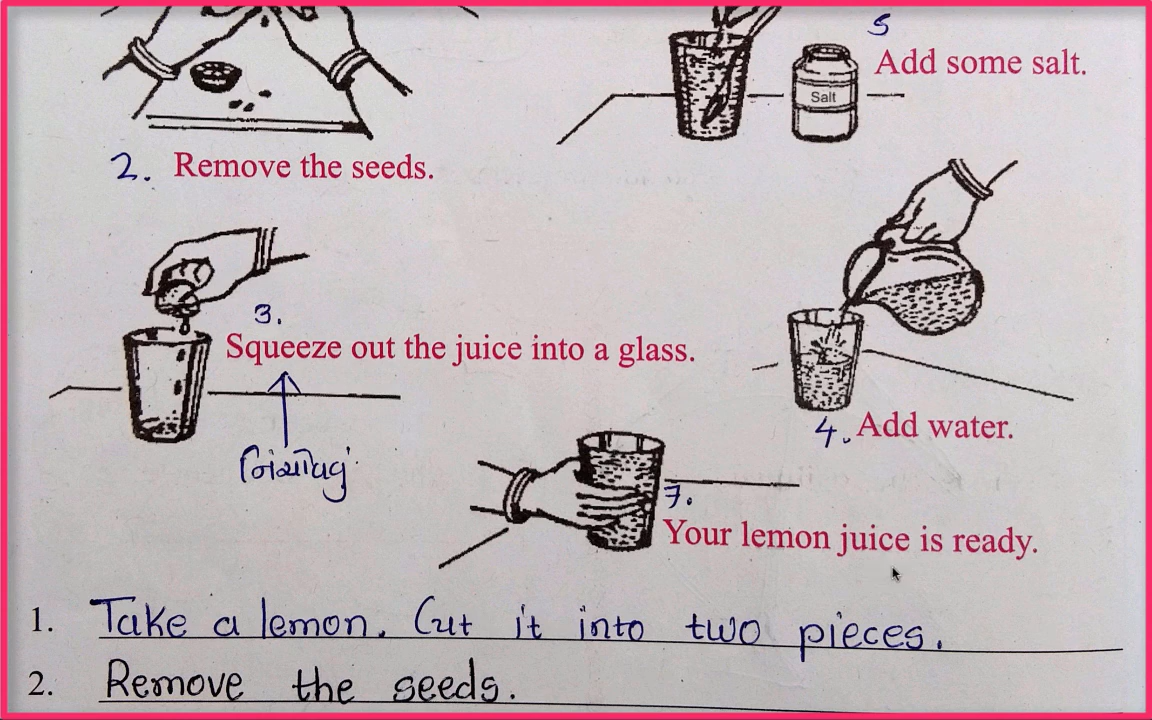 5
Add some salt.
Salt
2. Remove the seeds.
3.
Squeeze out the juice into a glass.
4. Add water.
7.
Your lemon juice is ready.
1. Take a lemon. Cut it into two pieces.
2. Remove the seeds.